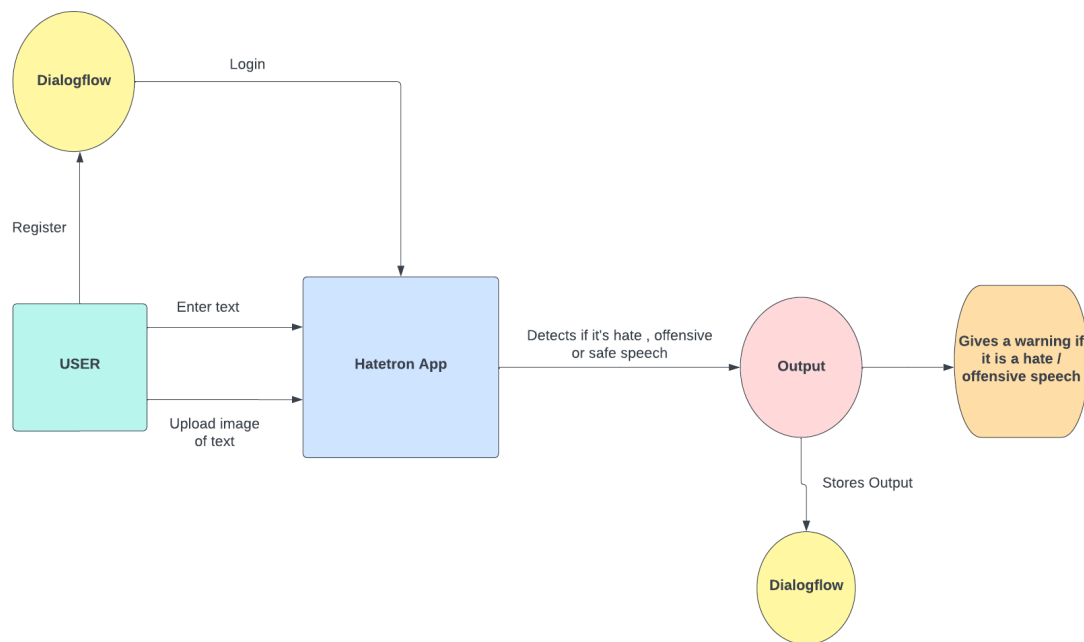 Dialogflow
Login
Register
USER
Enter text
Upload image
of text
Hatetron App
Detects if it's hate , offensive
or safe speech
Output
Gives a warning if
it is a hate /
offensive speech
Stores Output
Dialogflow